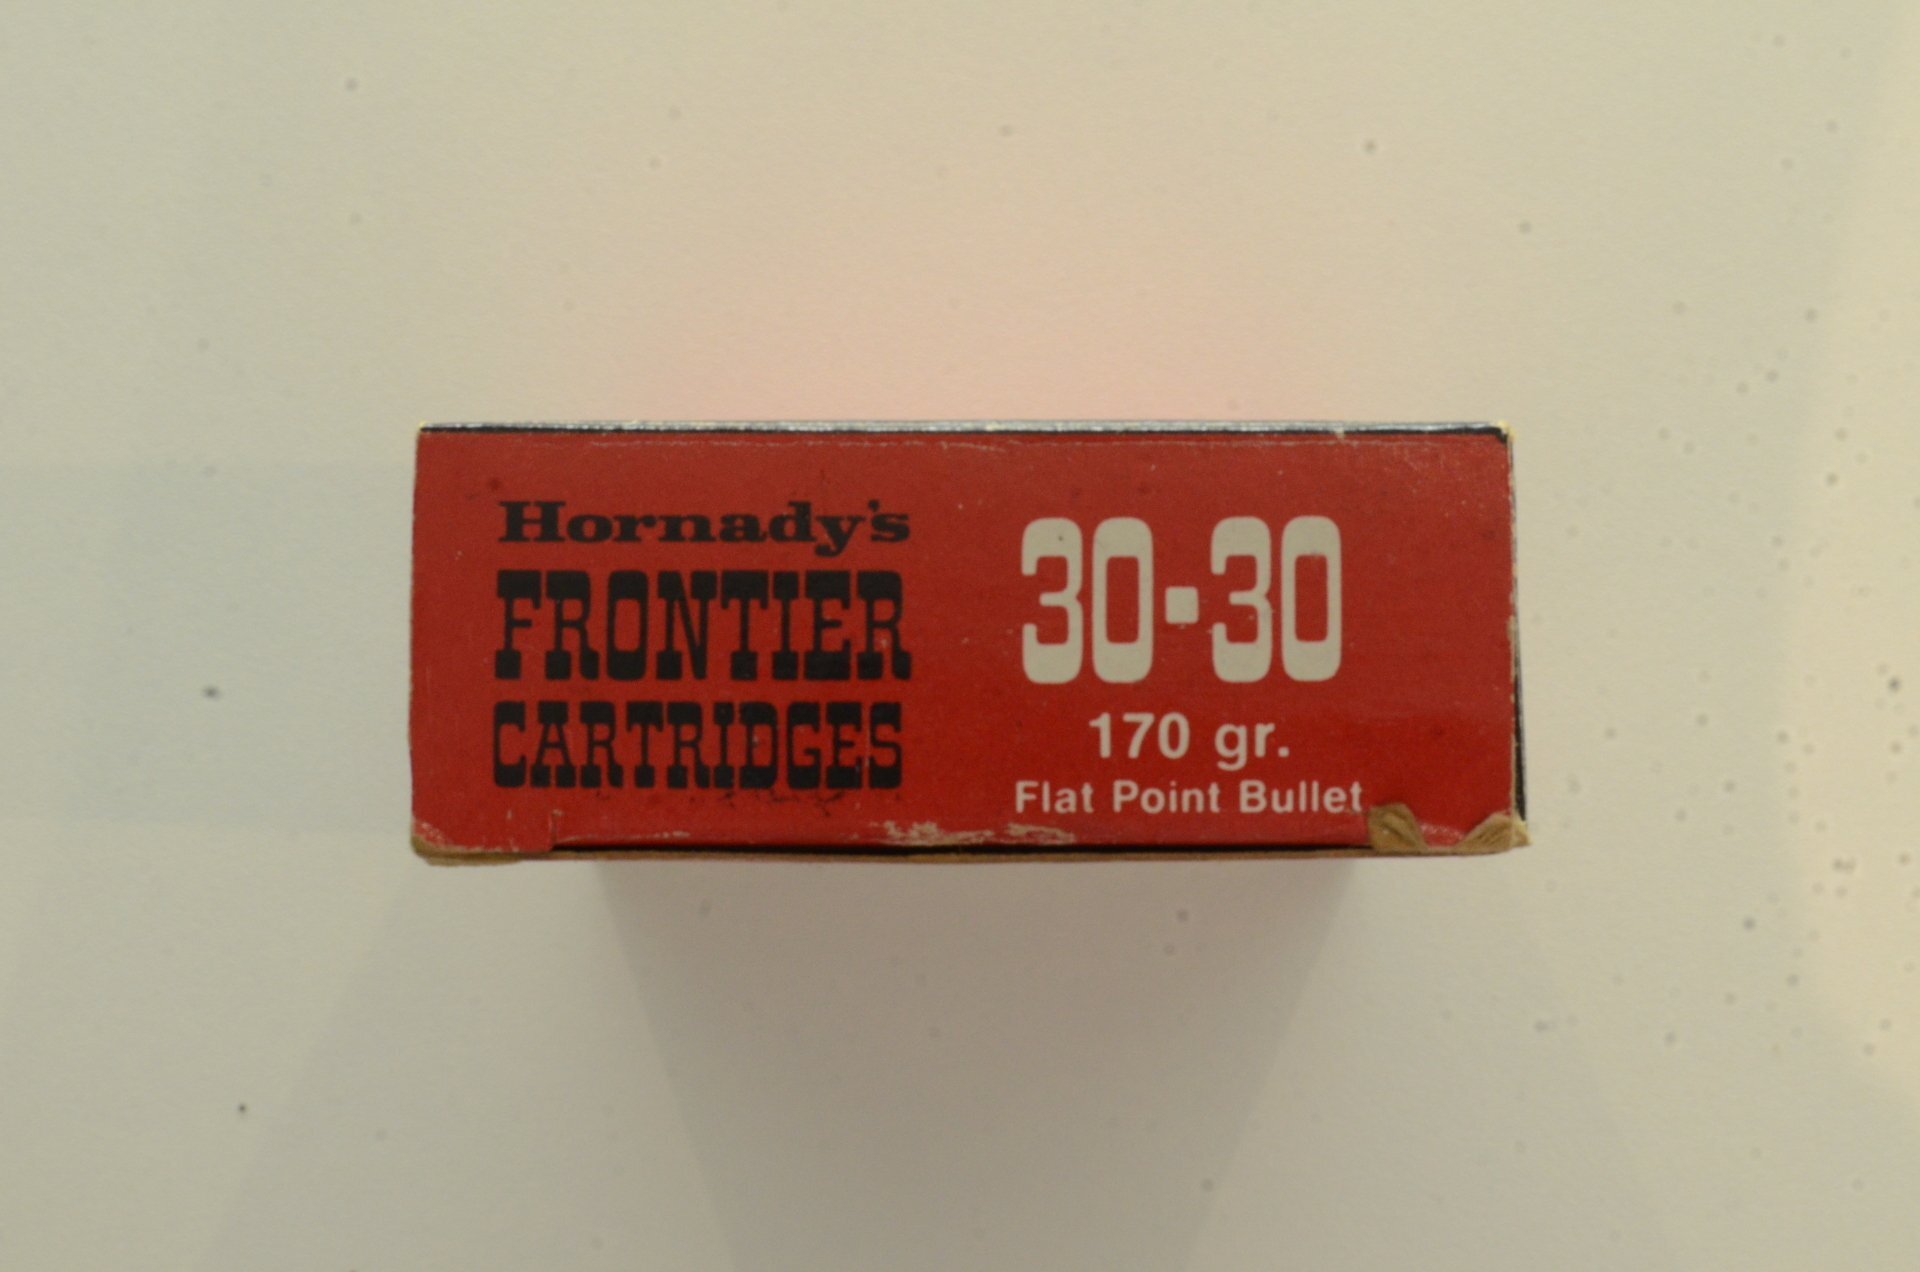 Hornady's
FRONTIER
CARTRIDGES
30-30
170 gr.
Flat Point Bullet